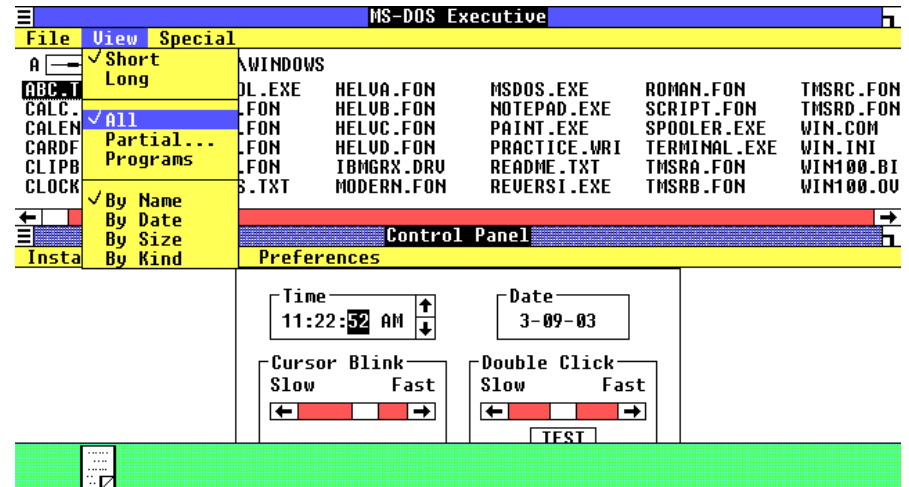 MS-DOS Executive
File View Special
A \WINDOWS
Short
Long
All
Partial...
Programs
By Name
By Date
By Size
By Kind
ABC.T OL.EXE HELVA.FON MSDOS.EXE ROMAN.FON TMSRC.FON
CALC. .FON HELVB.FON NOTEPAD.EXE SCRIPT.FON TMSRD.FON
CALEN .FON HELVC.FON PAINT.EXE SPOOLER.EXE WIN.COM
CARDF .FON HELVD.FON PRACTICE.WRI TERMINAL.EXE WIN.INI
CLIPB .FON IBMGRX.DRV README.TXT TMSRA.FON WIN100.BI
CLOCK S.TXT MODERN.FON REVERSI.EXE TMSRB.FON WIN100.OV
Control Panel
Insta Preferences
Time
11:22:52 AM
Date
3-09-03
Cursor Blink
Slow Fast
Double Click
Slow Fast
TEST